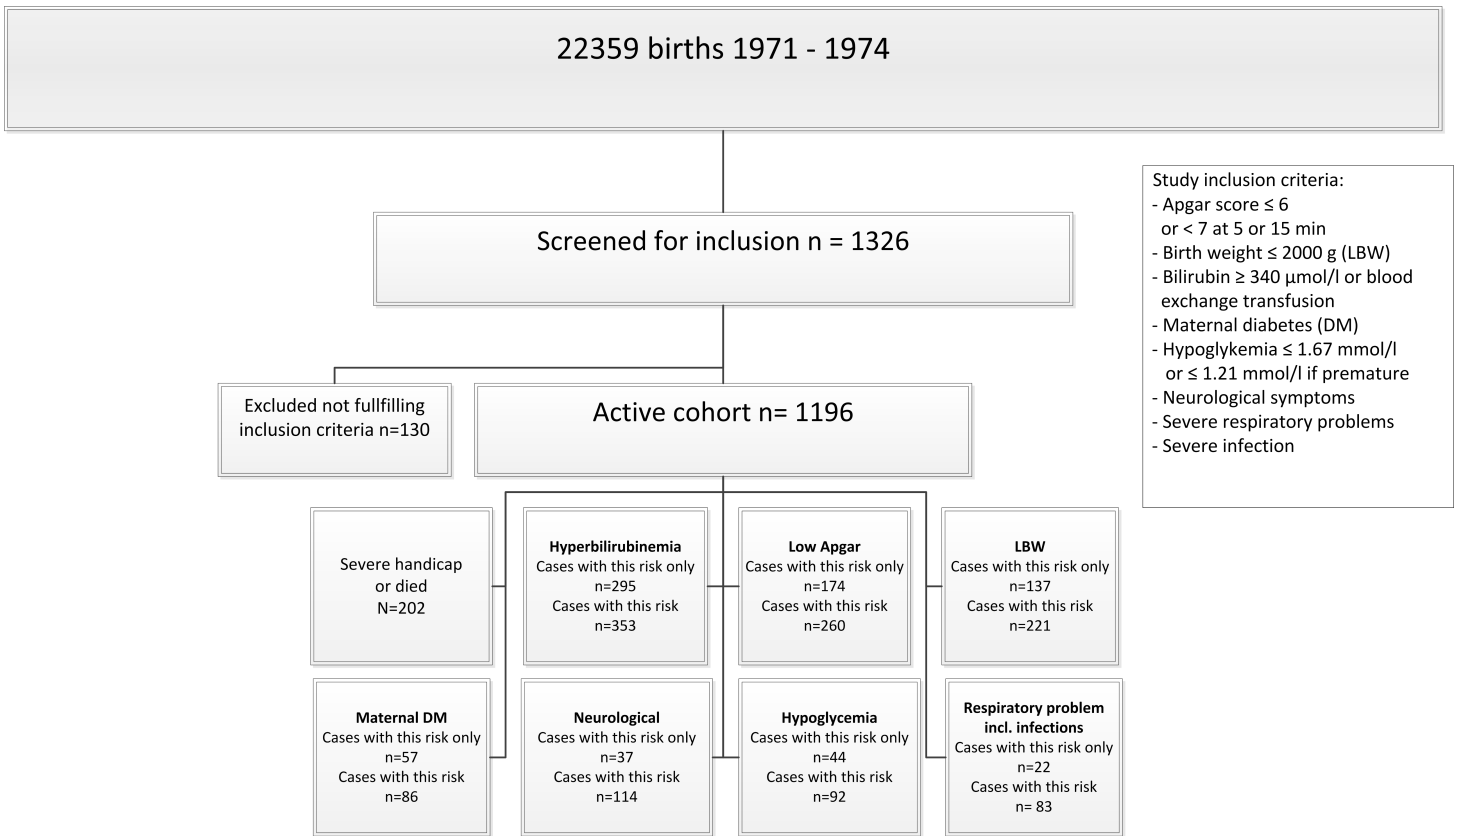 22359 births 1971 - 1974
Study inclusion criteria:
- Apgar score ≤ 6
or < 7 at 5 or 15 min
- Birth weight ≤ 2000 g (LBW)
- Bilirubin ≥ 340 µmol/l or blood
exchange transfusion
- Maternal diabetes (DM)
- Hypoglykemia ≤ 1.67 mmol/l
or ≤ 1.21 mmol/l if premature
- Neurological symptoms
- Severe respiratory problems
- Severe infection
Screened for inclusion n = 1326
Excluded not fullfilling
inclusion criteria n=130
Active cohort n= 1196
Severe handicap
or died
N=202
Hyperbilirubinemia
Cases with this risk only
n=295
Cases with this risk
n=353
Low Apgar
Cases with this risk only
n=174
Cases with this risk
n=260
LBW
Cases with this risk only
n=137
Cases with this risk
n=221
Maternal DM
Cases with this risk only
n=57
Cases with this risk
n=86
Neurological
Cases with this risk only
n=37
Cases with this risk
n=114
Hypoglycemia
Cases with this risk only
n=44
Cases with this risk
n=92
Respiratory problem
incl. infections
Cases with this risk only
n=22
Cases with this risk
n= 83